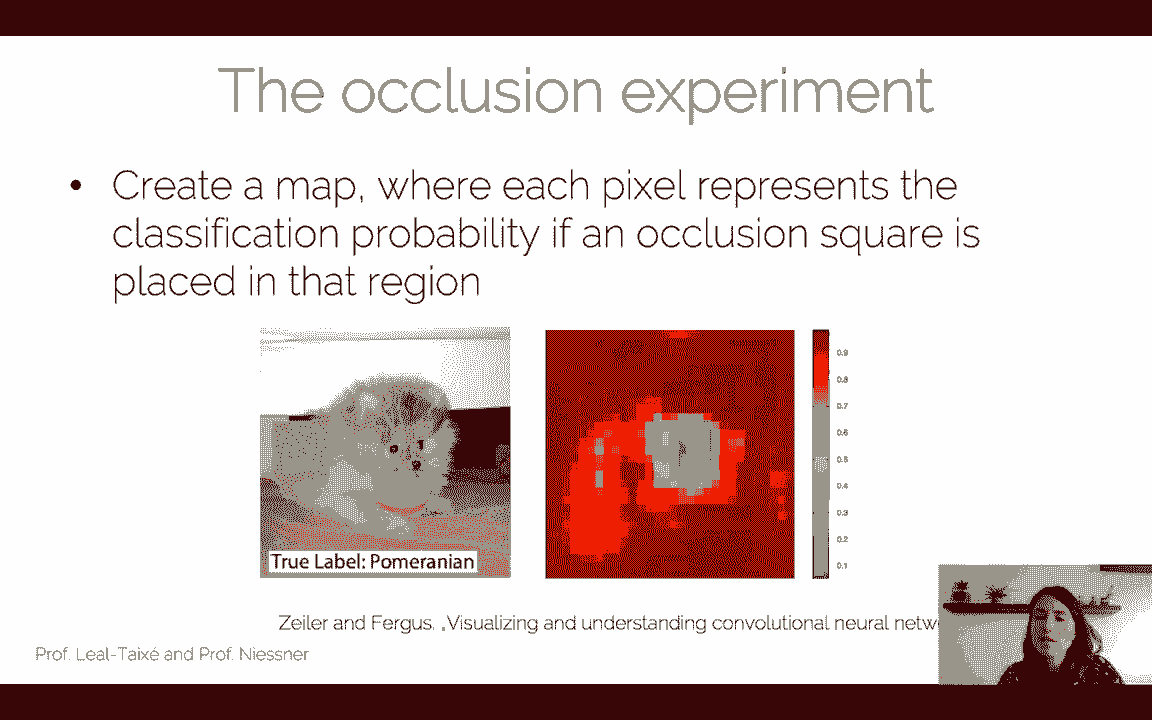 The occlusion experiment
• Create a map, where each pixel represents the
classification probability if an occlusion square is
placed in that region
True Label: Pomeranian
0.9
0.8
0.7
0.6
0.5
0.4
0.3
0.2
0.1
Zeiler and Fergus. „Visualizing and understanding convolutional neural netw
Prof. Leal-Taixé and Prof. Niessner